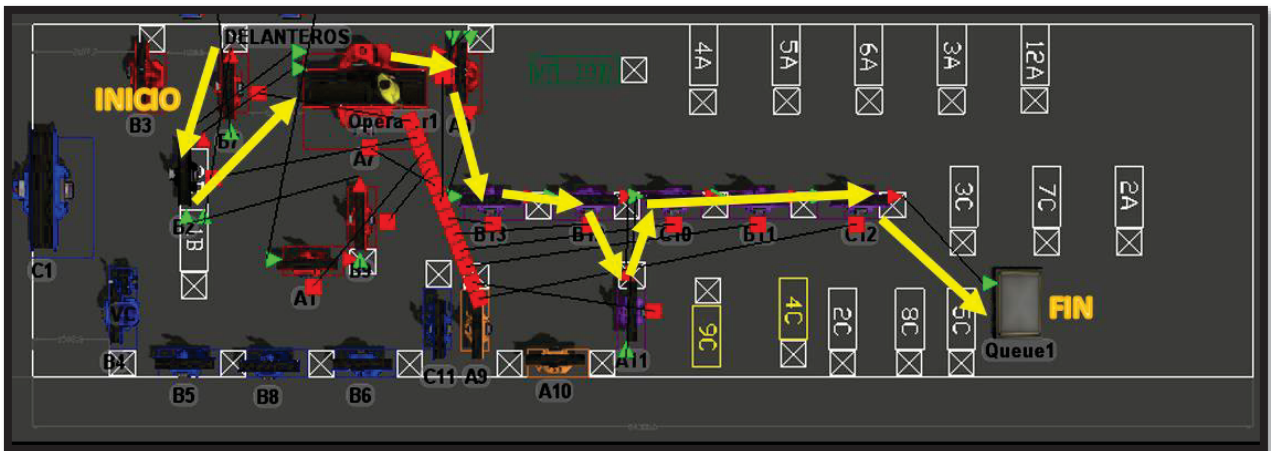 DELANTEROS
INICIO
B3
B7
Operator1
A7
4A
5A
6A
3A
12A
B2
1B
C1
A1
B9
B13
C10
B11
C12
3C
7C
2A
VC
B4
B5
B8
B6
C11
A9
A10
A11
9C
4C
2C
8C
5C
Queue1
FIN